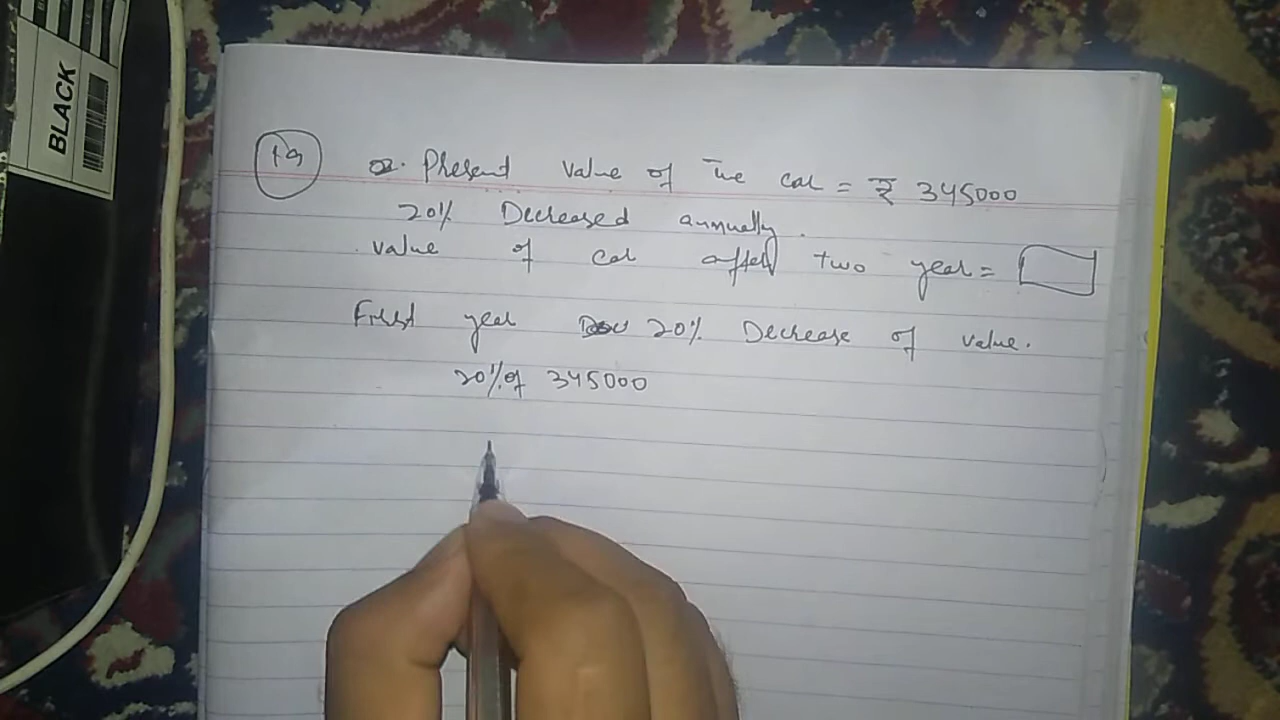 BLACK
19
Q. Present value of the car = ₹ 345000
20% Decreased annually.
value of car after two year =
First year 20% Decrease of value.
20% of 345000